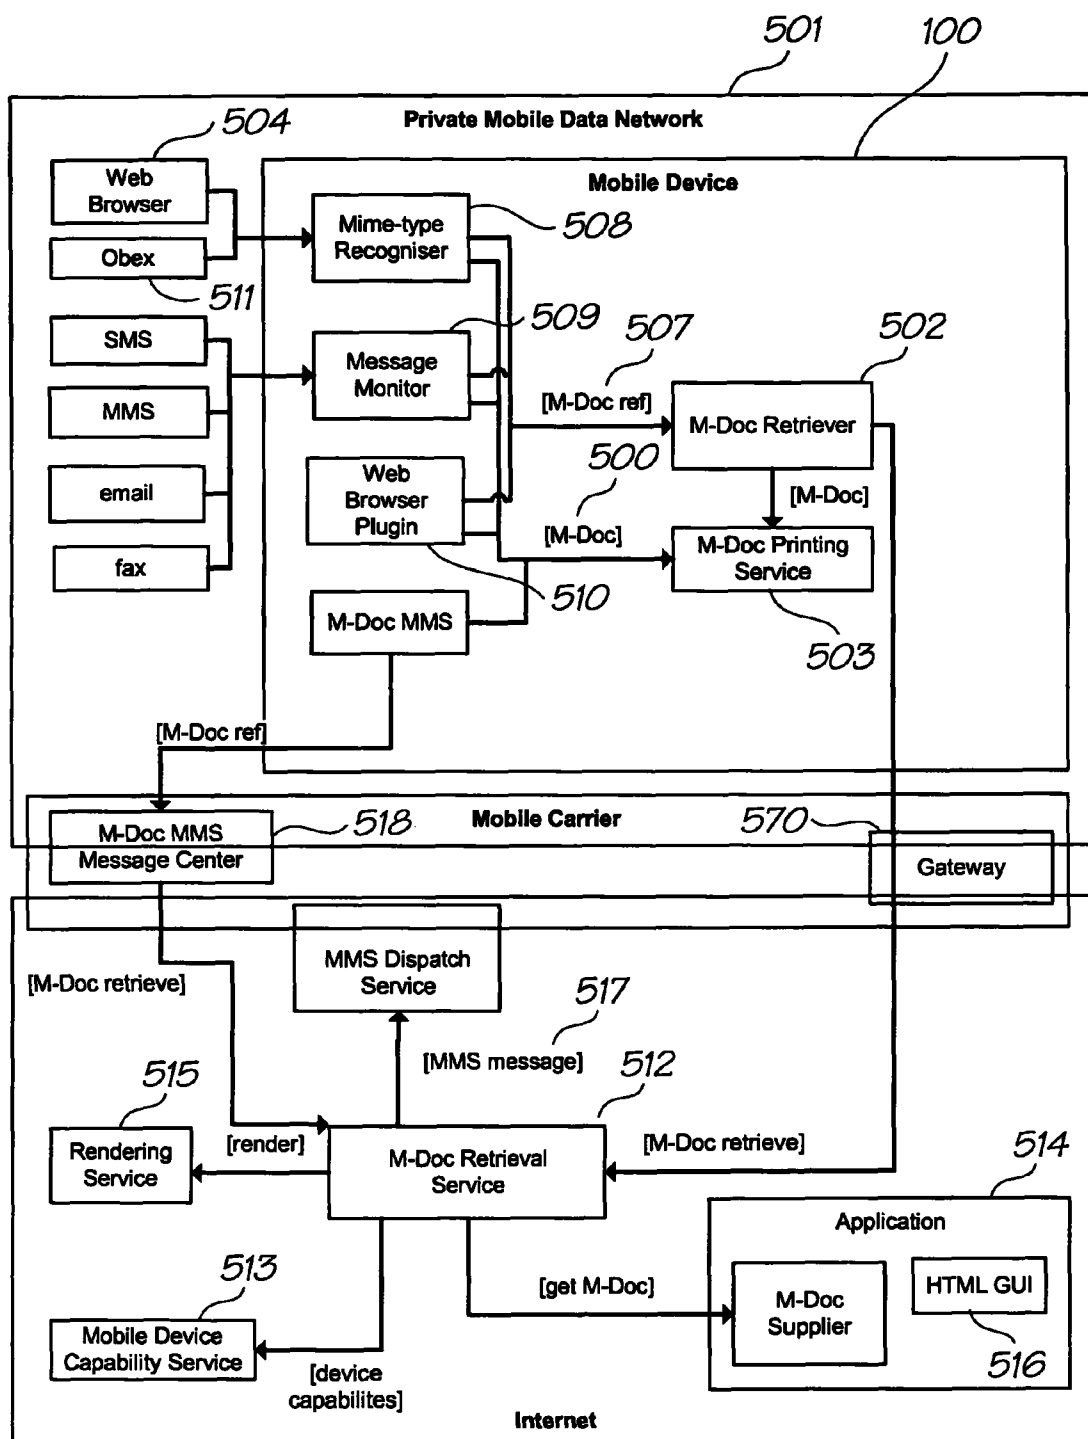 501
100
Private Mobile Data Network
504
Web
Browser
Mobile Device
Mime-type
Recogniser
508
Obex
511
509
SMS
Message
Monitor
507
502
MMS
[M-Doc ref]
M-Doc Retriever
500
email
Web
Browser
Plugin
[M-Doc]
[M-Doc]
fax
M-Doc Printing
Service
510
M-Doc MMS
503
[M-Doc ref]
M-Doc MMS
Message Center
518
Mobile Carrier
570
Gateway
MMS Dispatch
Service
[M-Doc retrieve]
517
[MMS message]
515
512
Rendering
Service
[render]
M-Doc Retrieval
Service
[M-Doc retrieve]
514
Application
513
[get M-Doc]
M-Doc
Supplier
HTML GUI
Mobile Device
Capability Service
516
[device
capabilites]
Internet